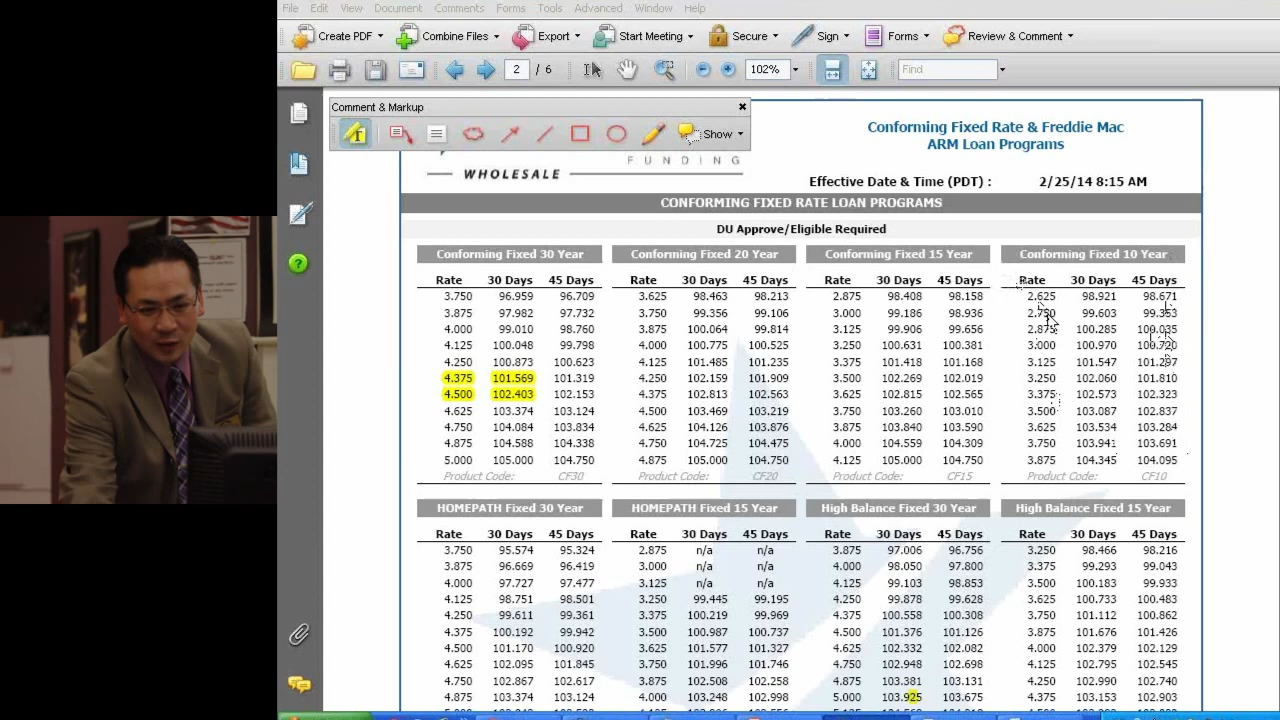 File Edit View Document Comments Forms Tools Advanced Window Help
Create PDF Combine Files Export Start Meeting Secure Sign Forms Review & Comment
2 / 6 102% Find
Comment & Markup
Show
FUNDING
WHOLESALE
Conforming Fixed Rate & Freddie Mac
ARM Loan Programs
Effective Date & Time (PDT) : 2/25/14 8:15 AM
CONFORMING FIXED RATE LOAN PROGRAMS
DU Approve/Eligible Required
Conforming Fixed 30 Year Conforming Fixed 20 Year Conforming Fixed 15 Year Conforming Fixed 10 Year
Rate 30 Days 45 Days Rate 30 Days 45 Days Rate 30 Days 45 Days Rate 30 Days 45 Days
3.750 96.959 96.709 3.625 98.463 98.213 2.875 98.408 98.158 2.625 98.921 98.671
3.875 97.982 97.732 3.750 99.356 99.106 3.000 99.186 98.936 2.750 99.603 99.353
4.000 99.010 98.760 3.875 100.064 99.814 3.125 99.906 99.656 2.875 100.285 100.035
4.125 100.048 99.798 4.000 100.775 100.525 3.250 100.631 100.381 3.000 100.970 100.720
4.250 100.873 100.623 4.125 101.485 101.235 3.375 101.418 101.168 3.125 101.547 101.297
4.375 101.569 101.319 4.250 102.159 101.909 3.500 102.269 102.019 3.250 102.060 101.810
4.500 102.403 102.153 4.375 102.813 102.563 3.625 102.815 102.565 3.375 102.573 102.323
4.625 103.374 103.124 4.500 103.469 103.219 3.750 103.260 103.010 3.500 103.087 102.837
4.750 104.084 103.834 4.625 104.126 103.876 3.875 103.840 103.590 3.625 103.534 103.284
4.875 104.588 104.338 4.750 104.725 104.475 4.000 104.559 104.309 3.750 103.941 103.691
5.000 105.000 104.750 4.875 105.000 104.750 4.125 105.000 104.750 3.875 104.345 104.095
Product Code: CF30 Product Code: CF20 Product Code: CF15 Product Code: CF10
HOMEPATH Fixed 30 Year HOMEPATH Fixed 15 Year High Balance Fixed 30 Year High Balance Fixed 15 Year
Rate 30 Days 45 Days Rate 30 Days 45 Days Rate 30 Days 45 Days Rate 30 Days 45 Days
3.750 95.574 95.324 2.875 n/a n/a 3.875 97.006 96.756 3.250 98.466 98.216
3.875 96.669 96.419 3.000 n/a n/a 4.000 98.050 97.800 3.375 99.293 99.043
4.000 97.727 97.477 3.125 n/a n/a 4.125 99.103 98.853 3.500 100.183 99.933
4.125 98.751 98.501 3.250 99.445 99.195 4.250 99.878 99.628 3.625 100.733 100.483
4.250 99.611 99.361 3.375 100.219 99.969 4.375 100.558 100.308 3.750 101.112 100.862
4.375 100.192 99.942 3.500 100.987 100.737 4.500 101.376 101.126 3.875 101.676 101.426
4.500 101.170 100.920 3.625 101.577 101.327 4.625 102.332 102.082 4.000 102.379 102.129
4.625 102.095 101.845 3.750 101.996 101.746 4.750 102.948 102.698 4.125 102.795 102.545
4.750 102.867 102.617 3.875 102.508 102.258 4.875 103.381 103.131 4.250 102.990 102.740
4.875 103.374 103.124 4.000 103.248 102.998 5.000 103.925 103.675 4.375 103.153 102.903